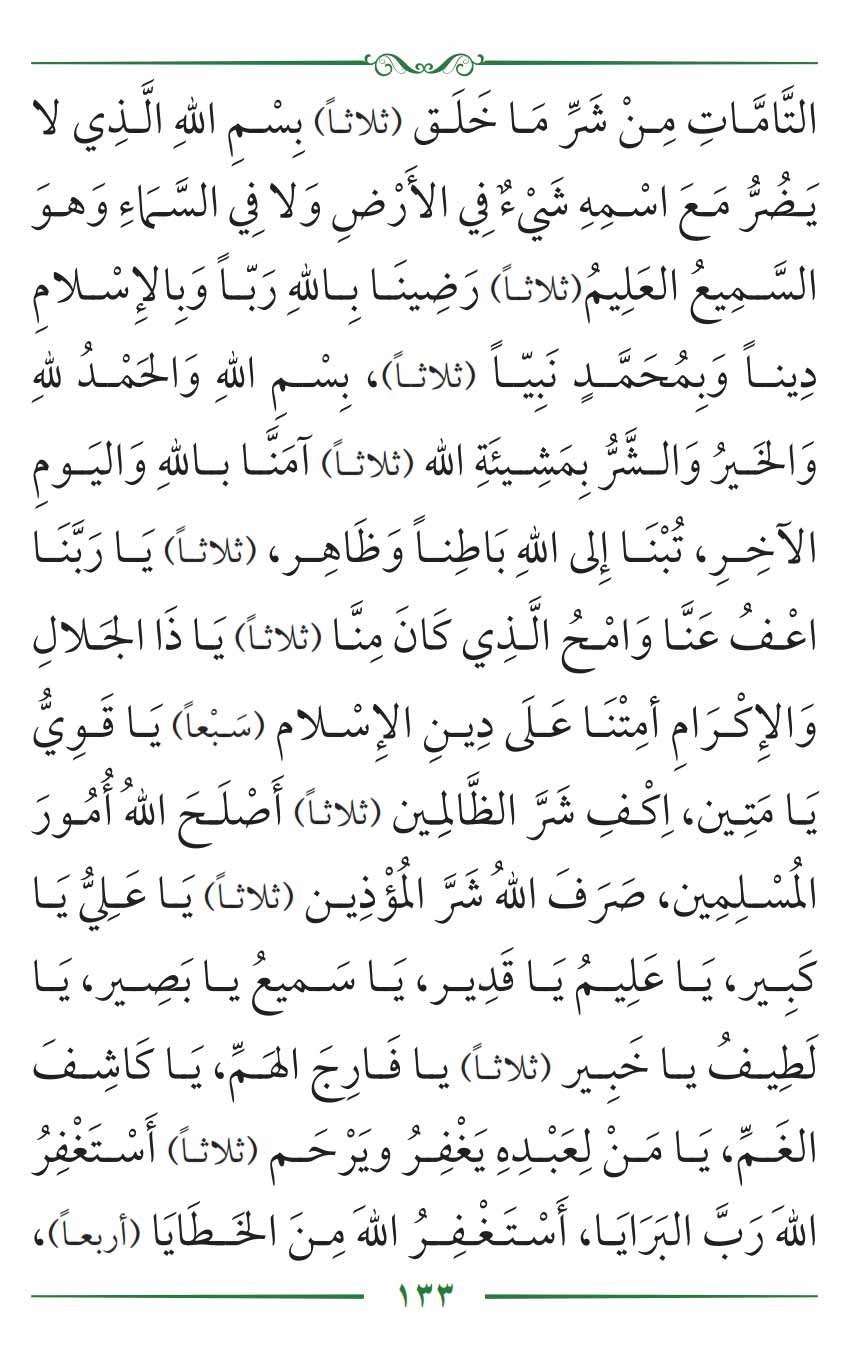 التَّامَّاتِ مِنْ شَرِّ مَا خَلَق (ثلاثاً) بِسْمِ اللهِ الَّذِي لا
يَضُرُّ مَعَ اسْمِهِ شَيْءٌ فِي الأَرْضِ وَلا فِي السَّمَاءِ وَهوَ
السَّمِيعُ العَلِيمُ (ثلاثاً) رَضِينَا بِاللهِ رَبّاً وَبِالإِسْلامِ
دِيناً وَبِمُحَمَّدٍ نَبِيّاً (ثلاثاً)، بِسْمِ اللهِ وَالحَمْدُ للهِ
وَالخَيرُ وَالشَّرُّ بِمَشِيئَةِ الله (ثلاثاً) آمَنَّا بِاللهِ وَاليَومِ
الآخِرِ، تُبْنَا إِلى اللهِ بَاطِناً وَظَاهِر، (ثلاثاً) يَا رَبَّنَا
اعْفُ عَنَّا وَامْحُ الَّذِي كَانَ مِنَّا (ثلاثاً) يَا ذَا الجَلالِ
وَالإِكْرَامِ أمِتْنَا عَلَى دِينِ الإِسْلام (سَبْعاً) يَا قَوِيُّ
يَا مَتِين، اِكْفِ شَرَّ الظَّالِمِين (ثلاثاً) أَصْلَحَ اللهُ أُمُورَ
المُسْلِمِين، صَرَفَ اللهُ شَرَّ المُؤْذِين (ثلاثاً) يَا عَلِيُّ يَا
كَبِير، يَا عَلِيمُ يَا قَدِير، يَا سَميعُ يا بَصِير، يَا
لَطِيفُ يا خَبِير (ثلاثاً) يا فَارِجَ الهَمِّ، يَا كَاشِفَ
الغَمِّ، يَا مَنْ لِعَبْدِهِ يَغْفِرُ ويَرْحَم (ثلاثاً) أَسْتَغْفِرُ
اللهَ رَبَّ البَرَايَا، أَسْتَغْفِرُ اللهَ مِنَ الخَطَايَا (أربعاً)،
١٣٣